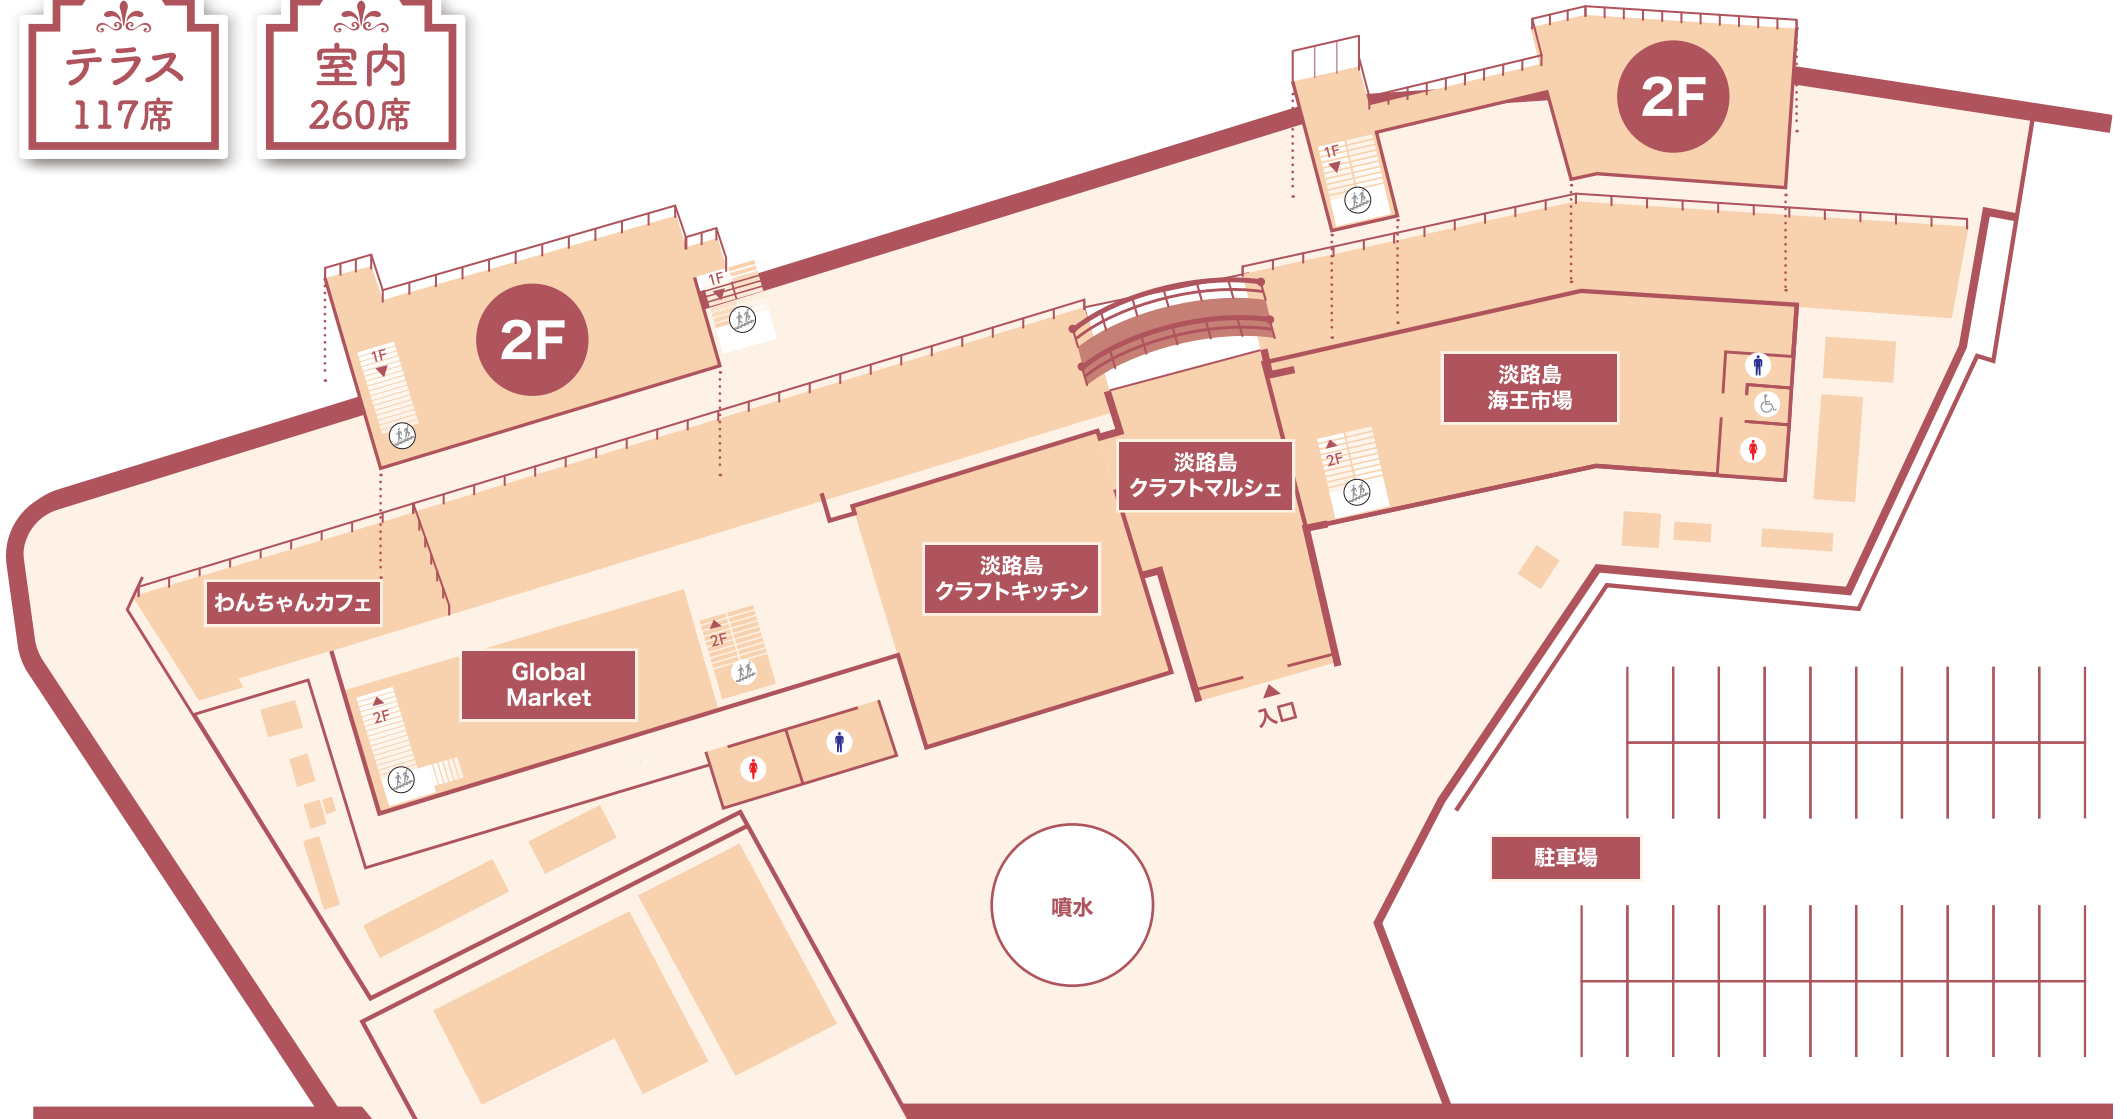 テラス
117席
室内
260席
2F
1F
2F
1F
1F
淡路島
海王市場
淡路島
クラフトマルシェ
2F
淡路島
クラフトキッチン
わんちゃんカフェ
2F
Global
Market
2F
入口
駐車場
噴水